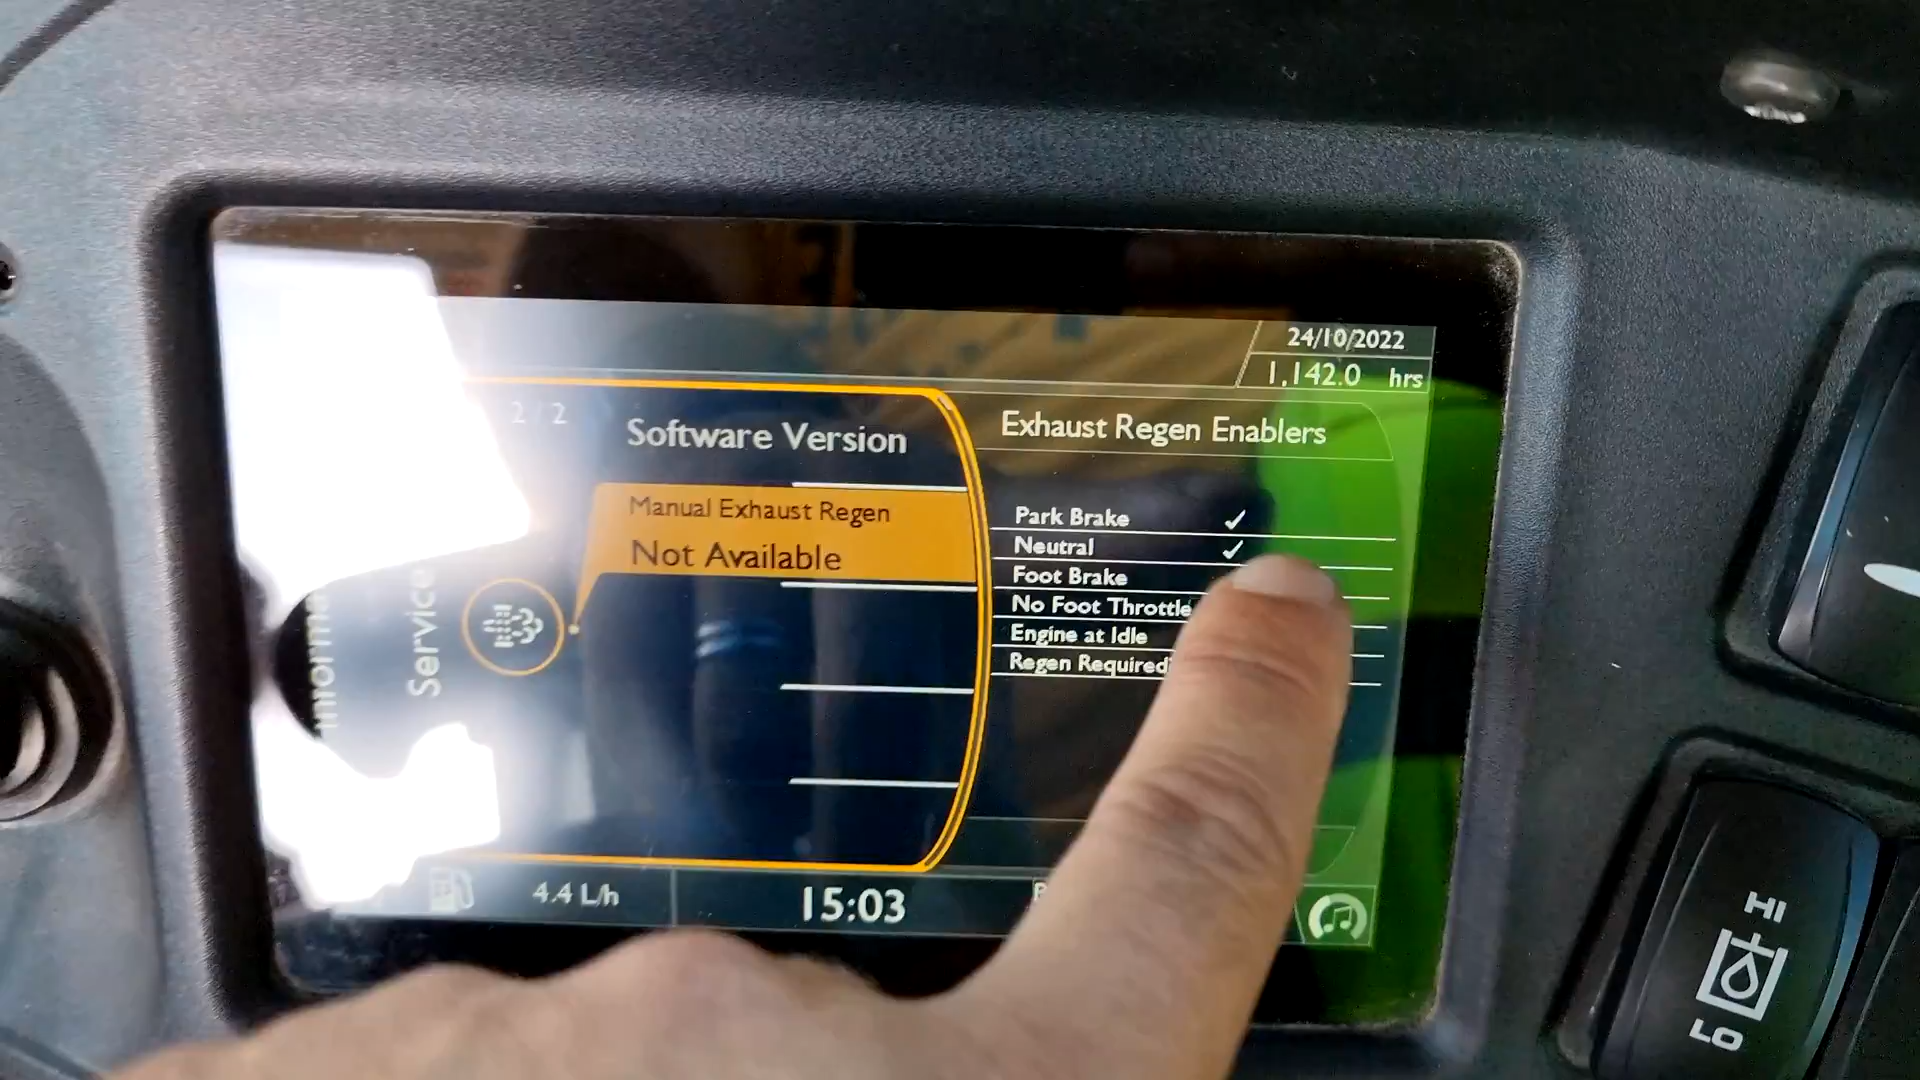 24/10/2022
1,142.0 hrs
2 / 2
Software Version
Exhaust Regen Enablers
Manual Exhaust Regen
Not Available
Park Brake ✓
Neutral ✓
Foot Brake
No Foot Throttle
Engine at Idle
Regen Required
Service
4.4 L/h
15:03
HI
LO